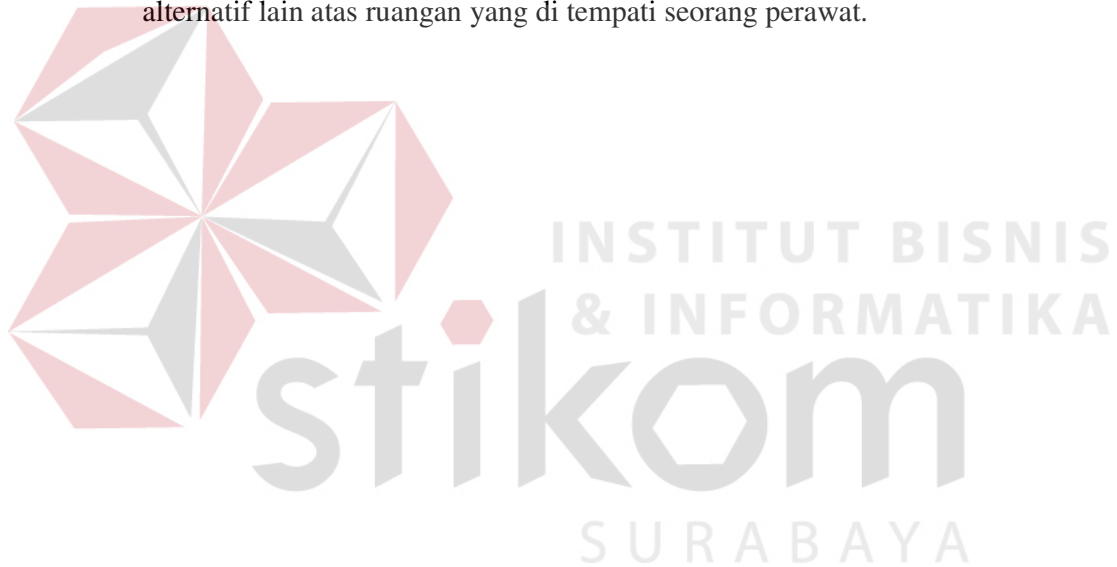 alternatif lain atas ruangan yang di tempati seorang perawat.
INSTITUT BISNIS
& INFORMATIKA
stikom
SURABAYA